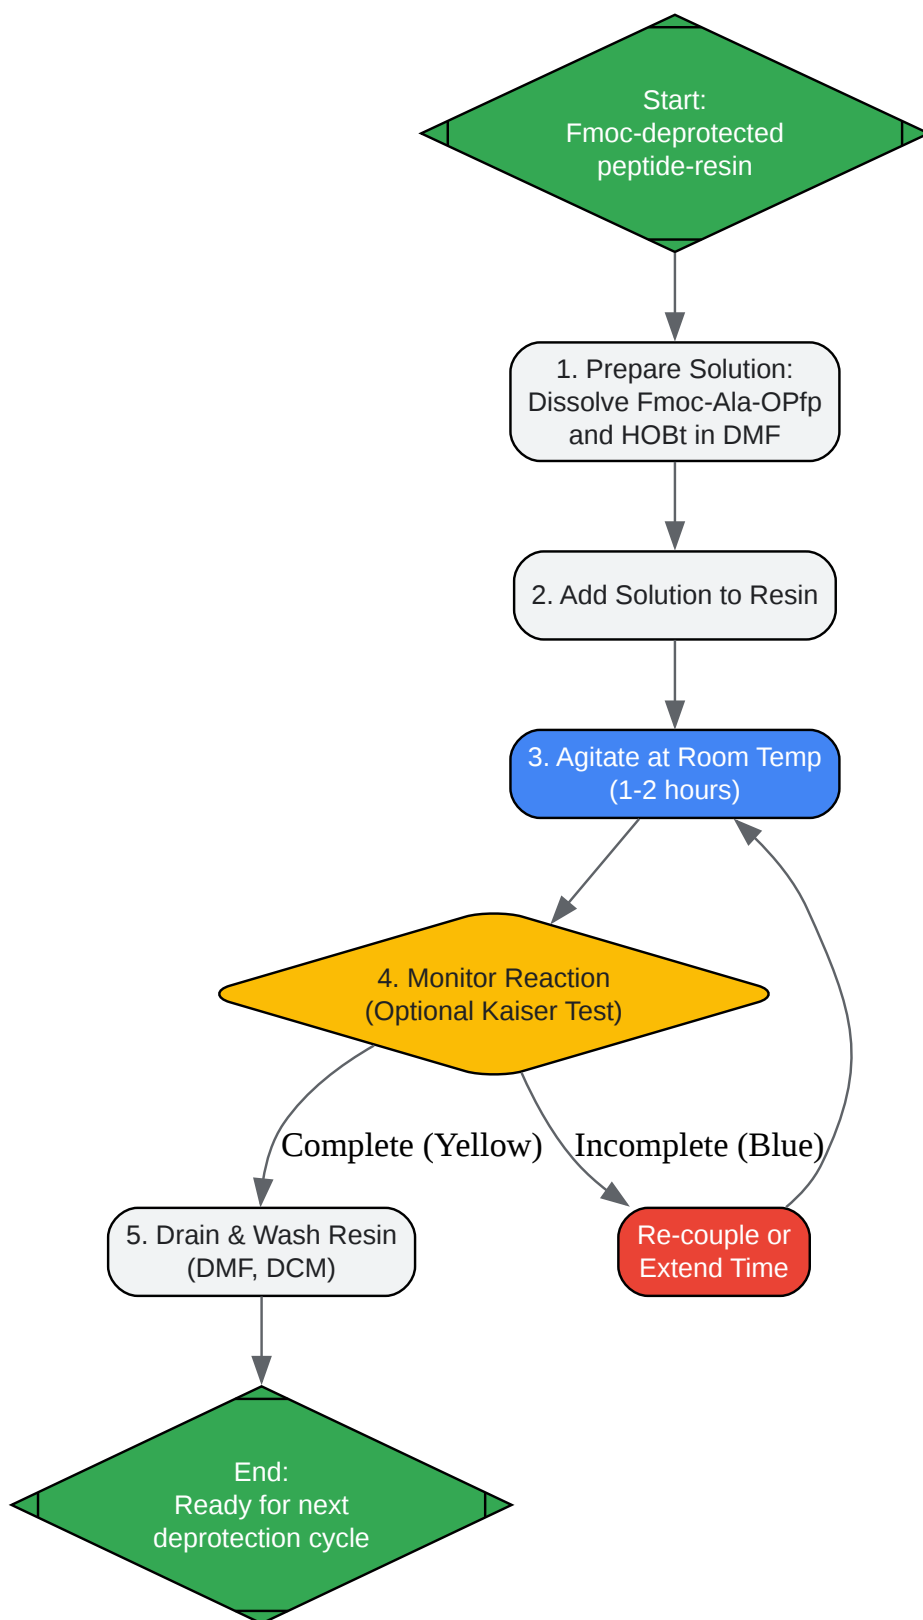 Start:
Fmoc-deprotected
peptide-resin
1. Prepare Solution:
Dissolve Fmoc-Ala-OPfp
and HOBt in DMF
2. Add Solution to Resin
3. Agitate at Room Temp
(1-2 hours)
4. Monitor Reaction
(Optional Kaiser Test)
Complete (Yellow)
Incomplete (Blue)
5. Drain & Wash Resin
(DMF, DCM)
Re-couple or
Extend Time
End:
Ready for next
deprotection cycle